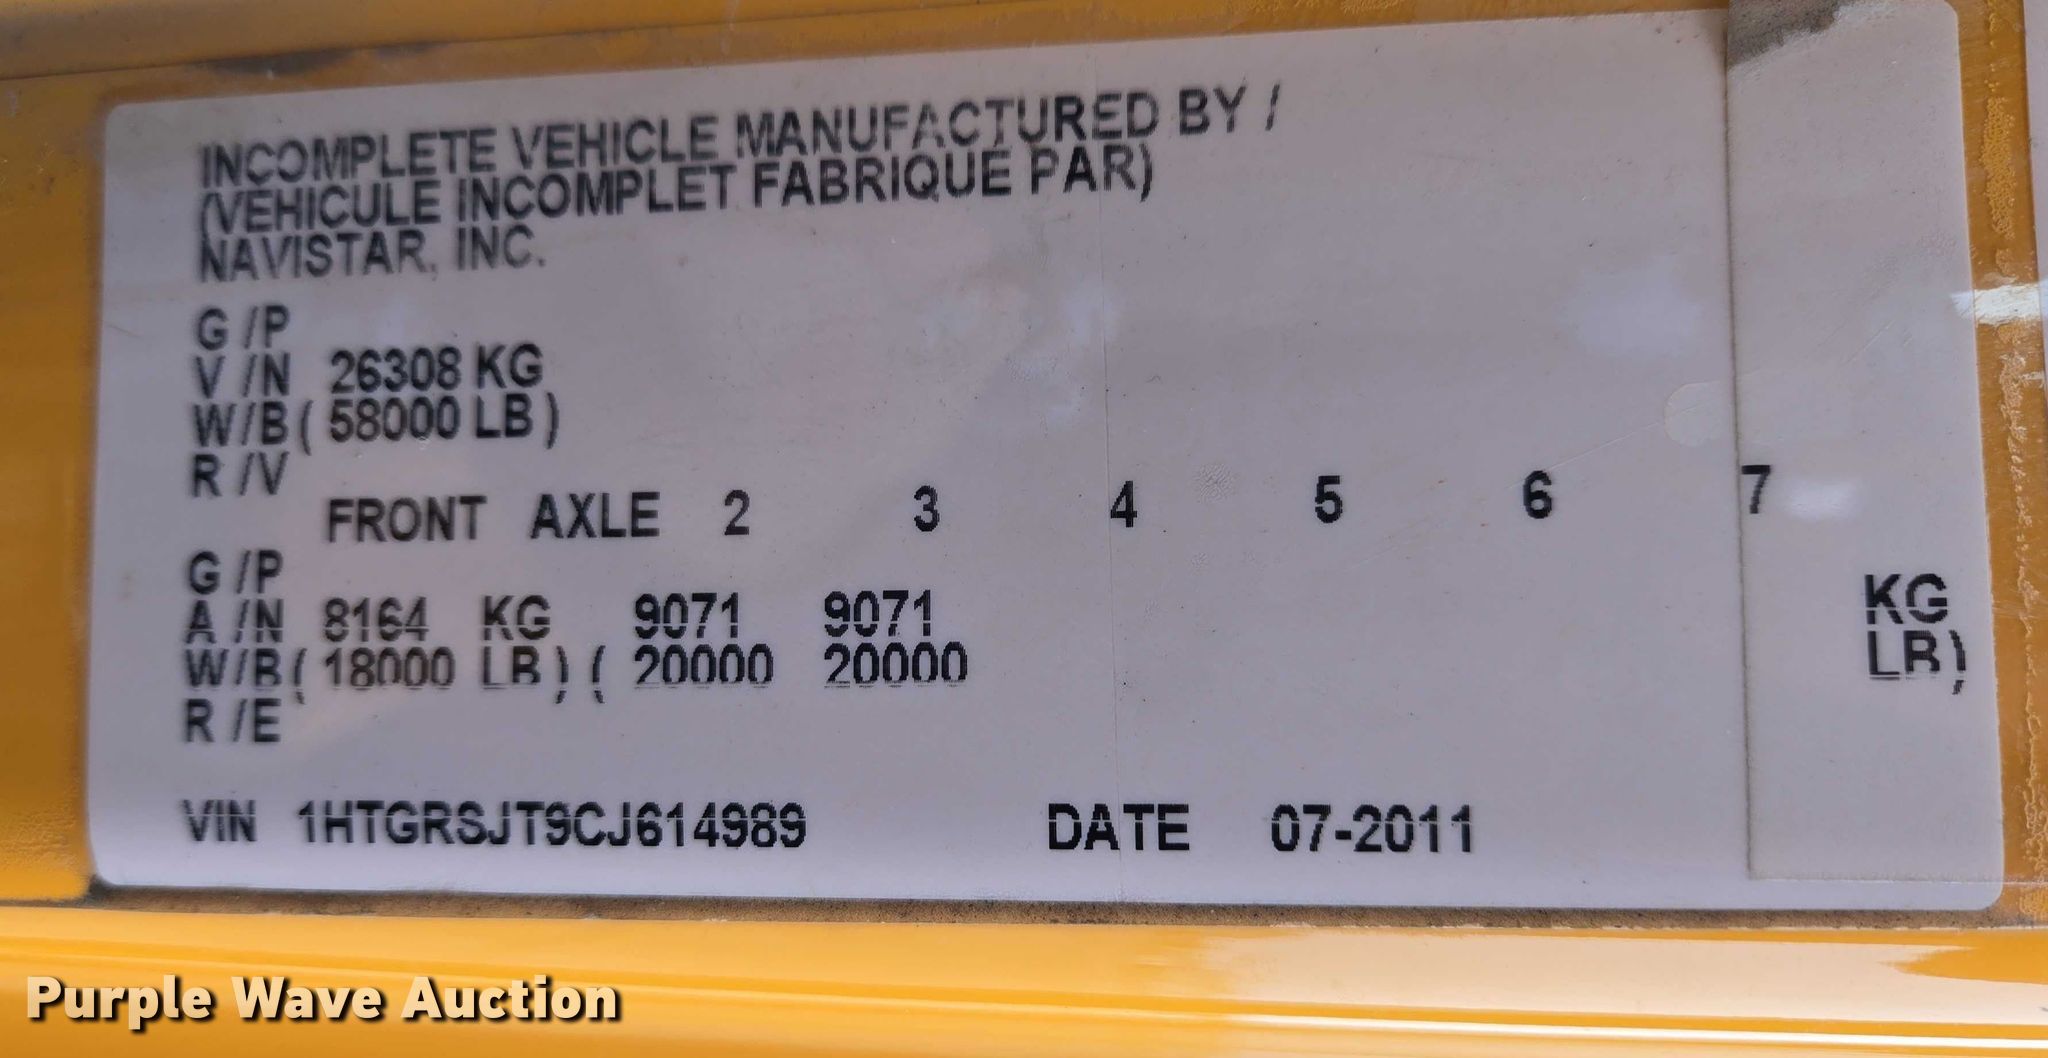 INCOMPLETE VEHICLE MANUFACTURED BY /
(VEHICULE INCOMPLET FABRIQUÉ PAR)
NAVISTAR, INC.
G /P
V /N 26308 KG
W/B ( 58000 LB )
R /V
FRONT AXLE 2 3 4 5 6 7
G /P
A /N 8164 KG 9071 9071 KG
W/B ( 18000 LB ) ( 20000 20000 LB )
R /E
VIN 1HTGRSJT9CJ614989 DATE 07-2011
Purple Wave Auction